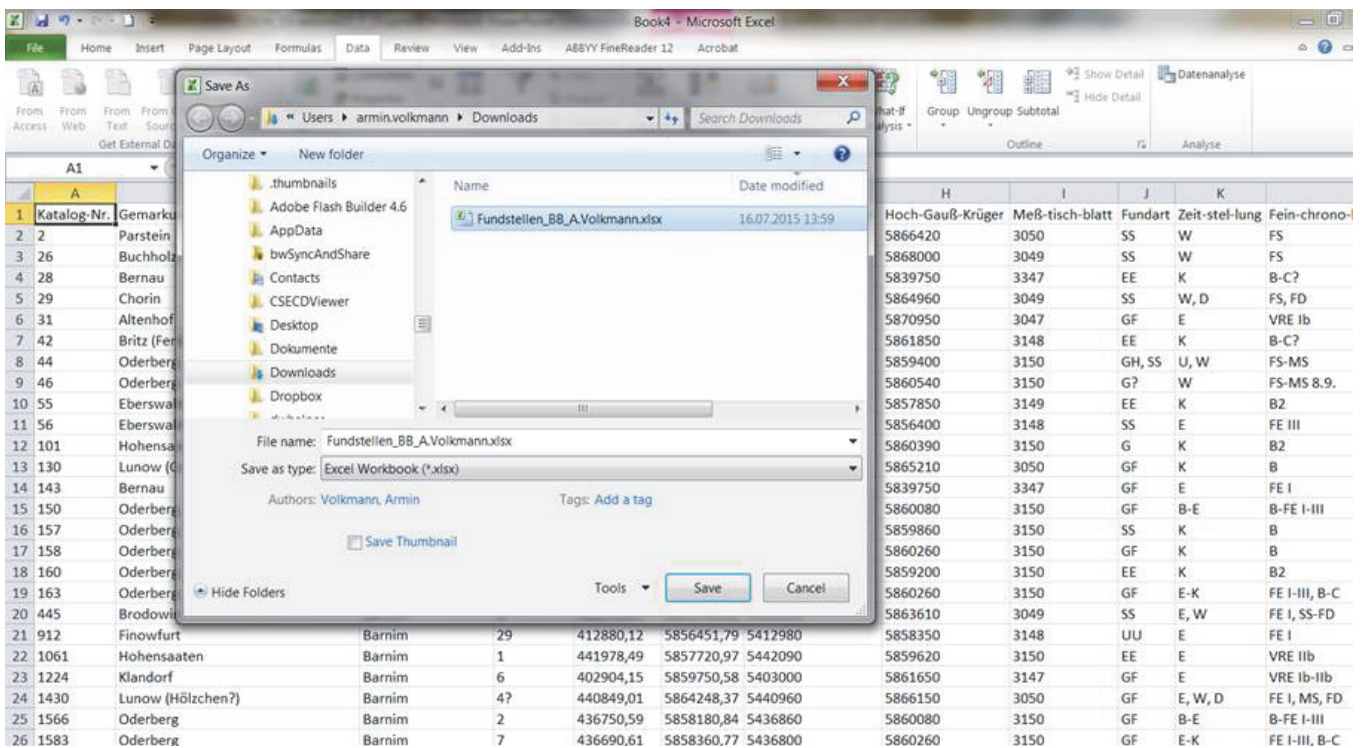 Book4 - Microsoft Excel
File Home Insert Page Layout Formulas Data Review View Add-Ins ABBYY FineReader 12 Acrobat
From Access From Web From Text From
Get External
Group Ungroup Subtotal
Show Detail
Hide Detail
Outline
Datenanalyse
Analyse
Save As
Users armin.volkmann Downloads
Search Downloads
Organize New folder
.thumbnails
Adobe Flash Builder 4.6
AppData
bwSyncAndShare
Contacts
CSECDViewer
Desktop
Dokumente
Downloads
Dropbox
Name Date modified
Fundstellen_BB_A.Volkmann.xlsx 16.07.2015 13:59
File name: Fundstellen_BB_A.Volkmann.xlsx
Save as type: Excel Workbook (*.xlsx)
Authors: Volkmann, Armin Tags: Add a tag
Save Thumbnail
Hide Folders Tools Save Cancel
A1
A H I J K
1 Katalog-Nr. Gemarku Hoch-Gauß-Krüger Meß-tisch-blatt Fundart Zeit-stel-lung Fein-chrono-
2 2 Parstein 5866420 3050 SS W FS
3 26 Buchholz 5868000 3049 SS W FS
4 28 Bernau 5839750 3347 EE K B-C?
5 29 Chorin 5864960 3049 SS W, D FS, FD
6 31 Altenhof 5870950 3047 GF E VRE Ib
7 42 Britz (Fer 5861850 3148 EE K B-C?
8 44 Oderberg 5859400 3150 GH, SS U, W FS-MS
9 46 Oderberg 5860540 3150 G? W FS-MS 8.9.
10 55 Eberswal 5857850 3149 EE K B2
11 56 Eberswal 5856400 3148 SS E FE III
12 101 Hohensa 5860390 3150 G K B2
13 130 Lunow (G 5865210 3050 GF K B
14 143 Bernau 5839750 3347 GF E FE I
15 150 Oderberg 5860080 3150 GF B-E B-FE I-III
16 157 Oderberg 5859860 3150 SS K B
17 158 Oderberg 5860260 3150 GF K B
18 160 Oderberg 5859200 3150 EE K B2
19 163 Oderberg 5860260 3150 GF E-K FE I-III, B-C
20 445 Brodowi 5863610 3049 SS E, W FE I, SS-FD
21 912 Finowfurt Barnim 29 412880,12 5856451,79 5412980 5858350 3148 UU E FE I
22 1061 Hohensaaten Barnim 1 441978,49 5857720,97 5442090 5859620 3150 EE E VRE IIb
23 1224 Klandorf Barnim 6 402904,15 5859750,58 5403000 5861650 3147 GF E VRE Ib-IIb
24 1430 Lunow (Hölzchen?) Barnim 4? 440849,01 5864248,37 5440960 5866150 3050 GF E, W, D FE I, MS, FD
25 1566 Oderberg Barnim 2 436750,59 5858180,84 5436860 5860080 3150 GF B-E B-FE I-III
26 1583 Oderberg Barnim 7 436690,61 5858360,77 5436800 5860260 3150 GF E-K FE I-III, B-C